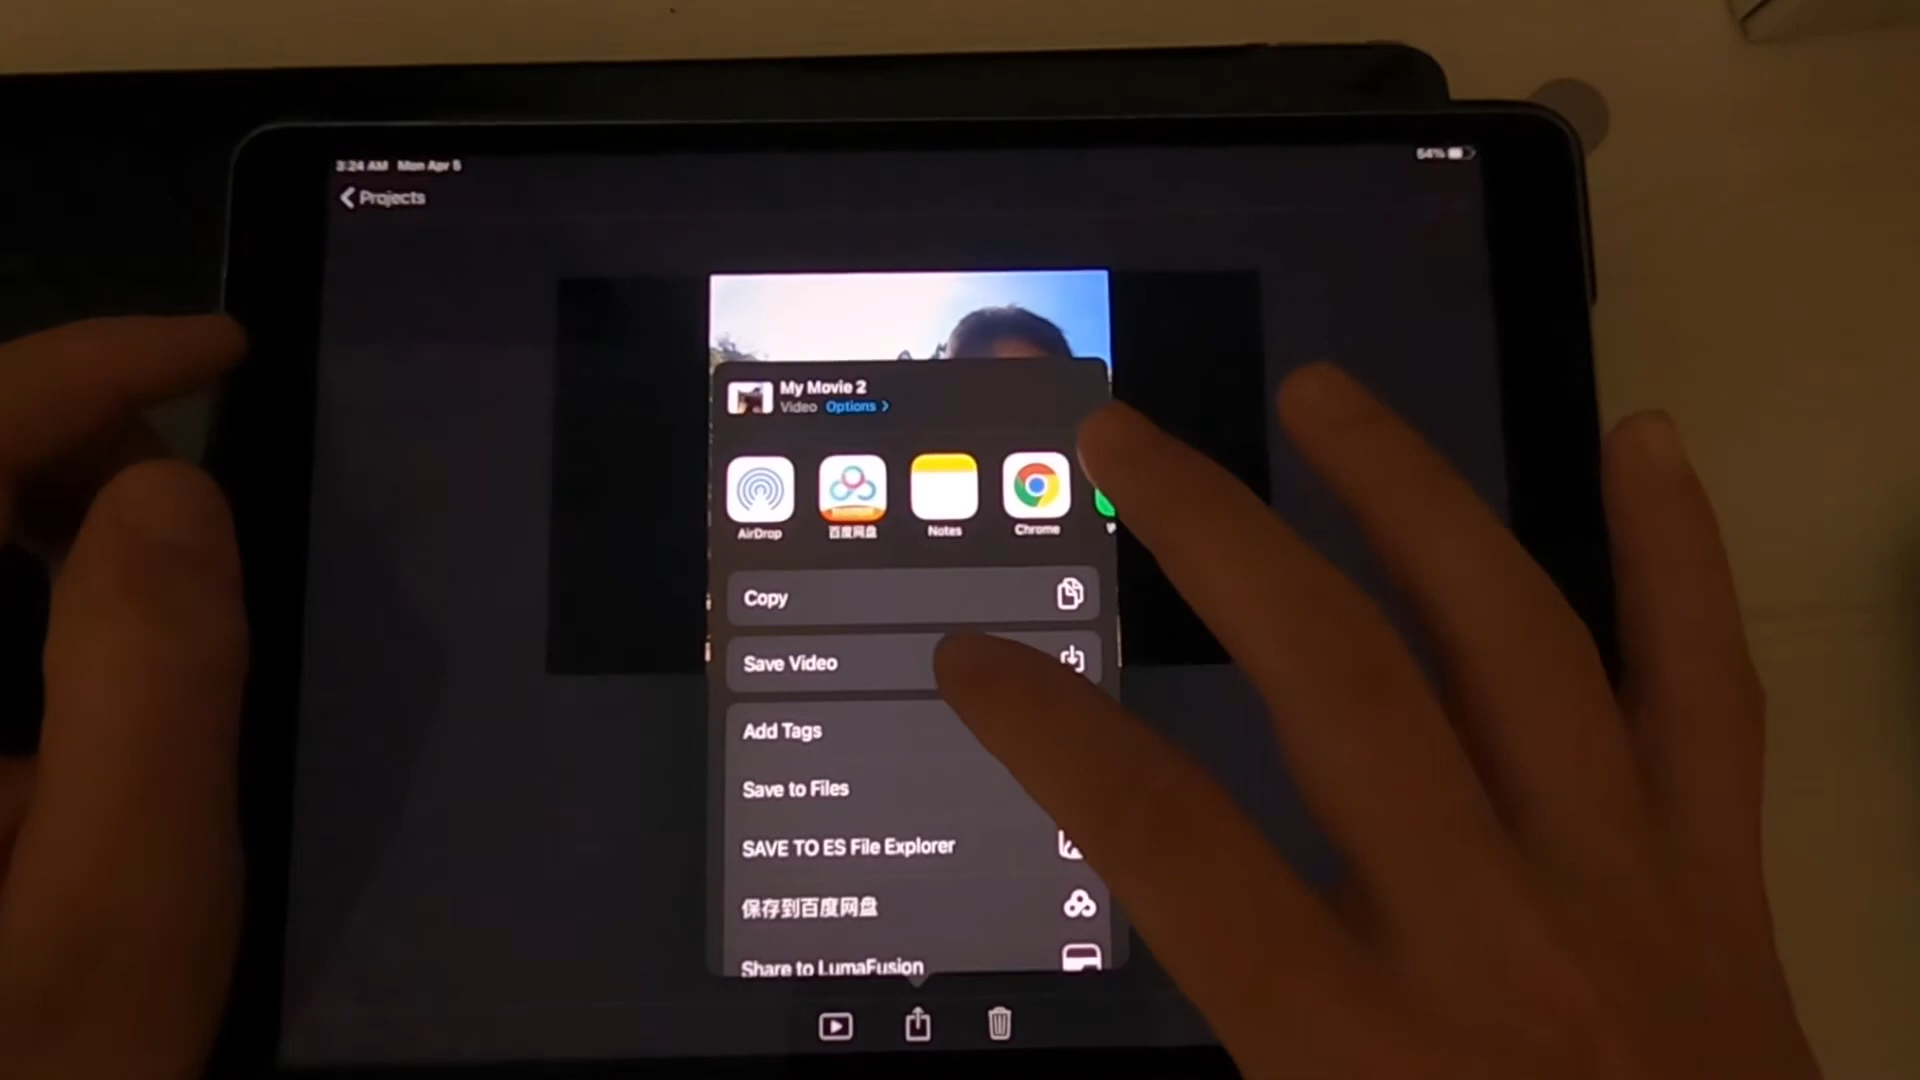 3:24 AM Mon Apr 5
54%
Projects
My Movie 2
Video Options >
AirDrop
百度网盘
Notes
Chrome
Copy
Save Video
Add Tags
Save to Files
SAVE TO ES File Explorer
保存到百度网盘
Share to LumaFusion